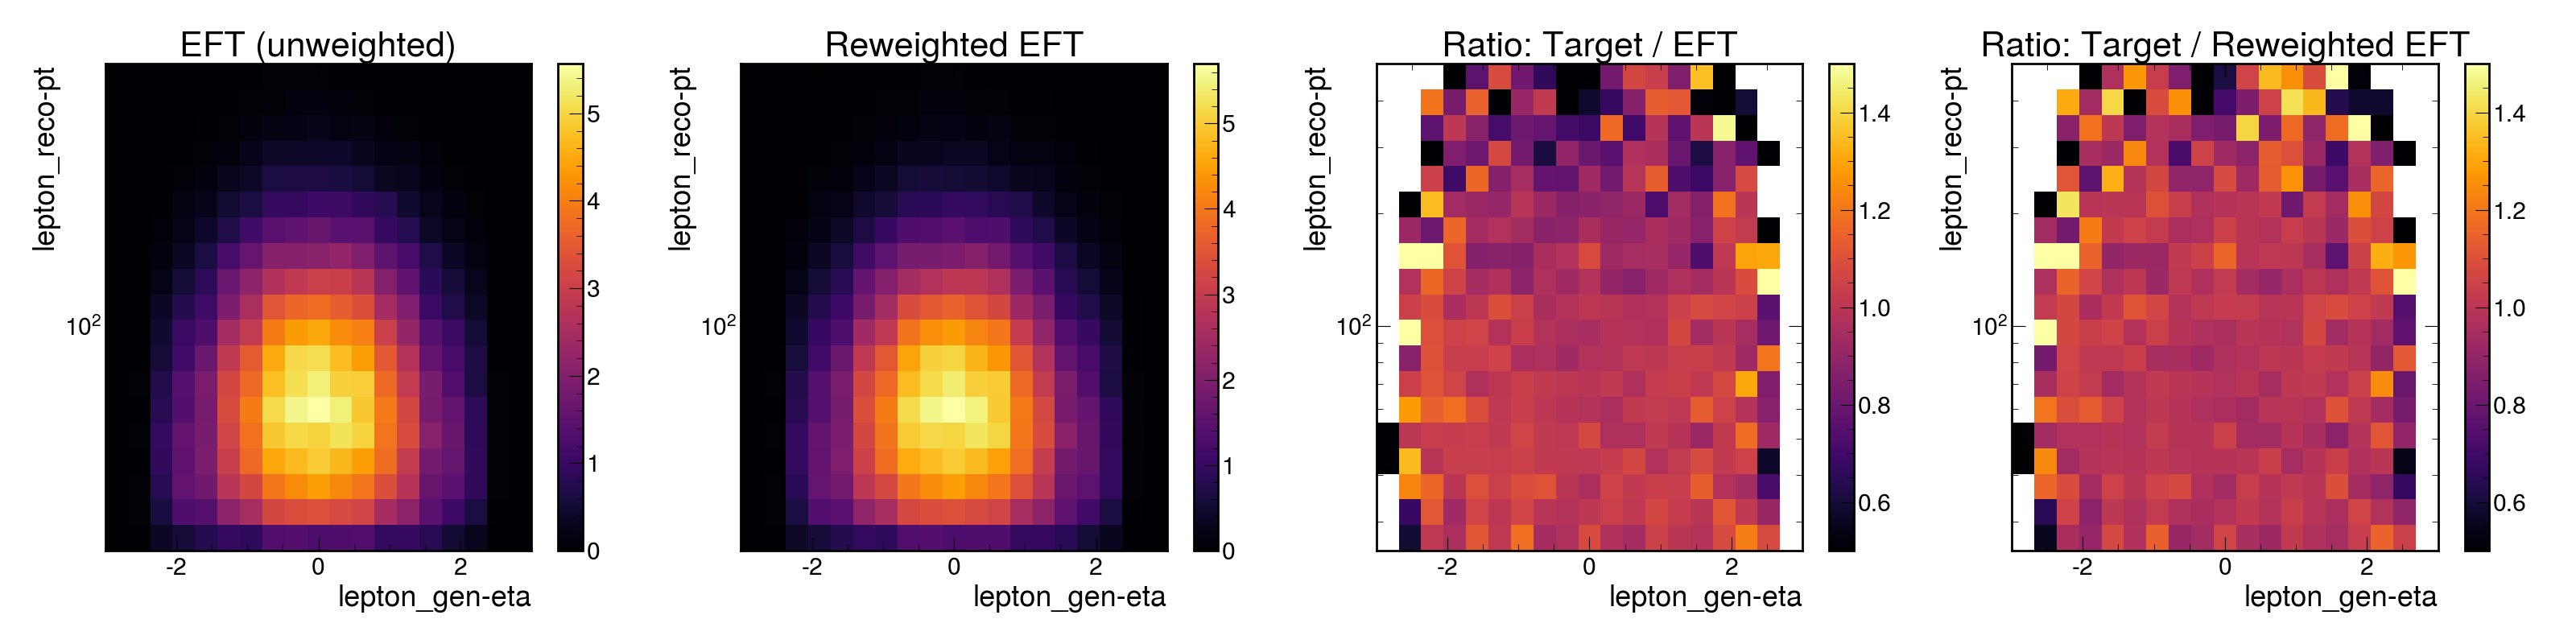 EFT (unweighted)
lepton_reco-pt
10²
-2 0 2
lepton_gen-eta
5
4
3
2
1
0
Reweighted EFT
lepton_reco-pt
10²
-2 0 2
lepton_gen-eta
5
4
3
2
1
0
Ratio: Target / EFT
lepton_reco-pt
10²
-2 0 2
lepton_gen-eta
1.4
1.2
1.0
0.8
0.6
Ratio: Target / Reweighted EFT
lepton_reco-pt
10²
-2 0 2
lepton_gen-eta
1.4
1.2
1.0
0.8
0.6